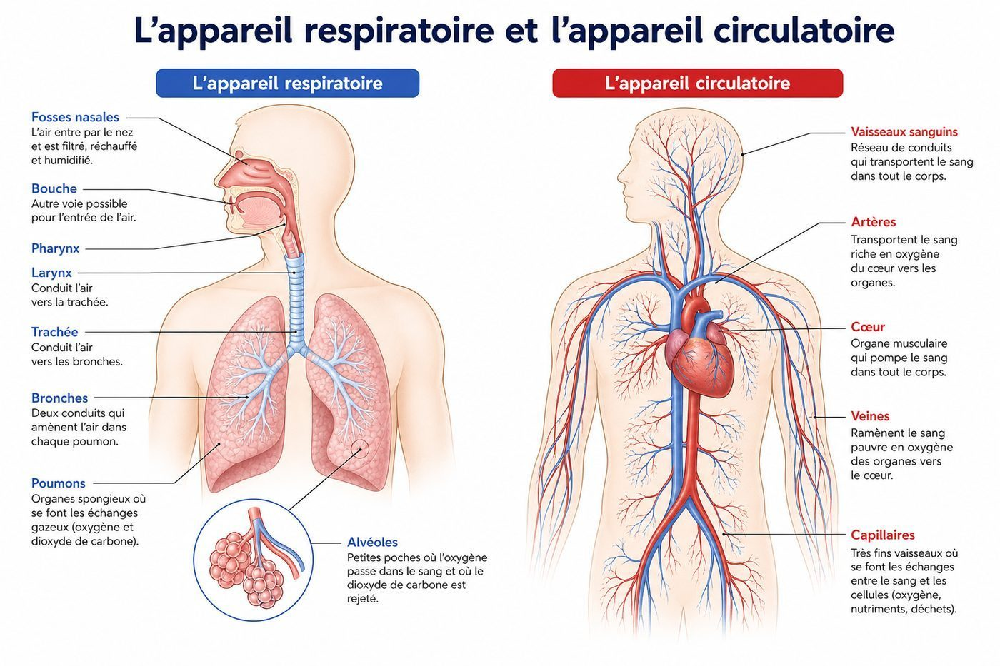 L'appareil respiratoire et l'appareil circulatoire
L'appareil respiratoire
Fosses nasales
L'air entre par le nez
et est filtré, réchauffé
et humidifié.
Bouche
Autre voie possible
pour l'entrée de l'air.
Pharynx
Larynx
Conduit l'air
vers la trachée.
Trachée
Conduit l'air
vers les bronches.
Bronches
Deux conduits qui
amènent l'air dans
chaque poumon.
Poumons
Organes spongieux où
se font les échanges
gazeux (oxygène et
dioxyde de carbone).
Alvéoles
Petites poches où l'oxygène
passe dans le sang et où le
dioxyde de carbone est
rejeté.
L'appareil circulatoire
Vaisseaux sanguins
Réseau de conduits
qui transportent le sang
dans tout le corps.
Artères
Transportent le sang
riche en oxygène
du cœur vers les
organes.
Cœur
Organe musculaire
qui pompe le sang
dans tout le corps.
Veines
Ramènent le sang
pauvre en oxygène
des organes vers
le cœur.
Capillaires
Très fins vaisseaux où
se font les échanges
entre le sang et les
cellules (oxygène,
nutriments, déchets).